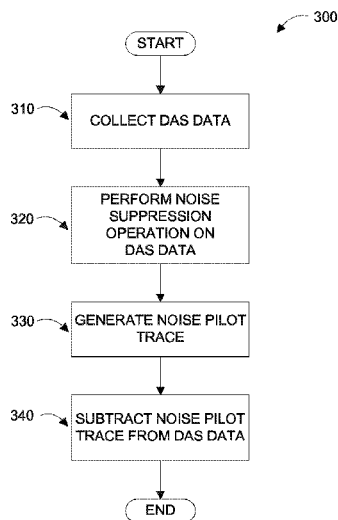 300
START
310
COLLECT DAS DATA
320
PERFORM NOISE
SUPPRESSION
OPERATION ON
DAS DATA
330
GENERATE NOISE PILOT
TRACE
340
SUBTRACT NOISE PILOT
TRACE FROM DAS DATA
END